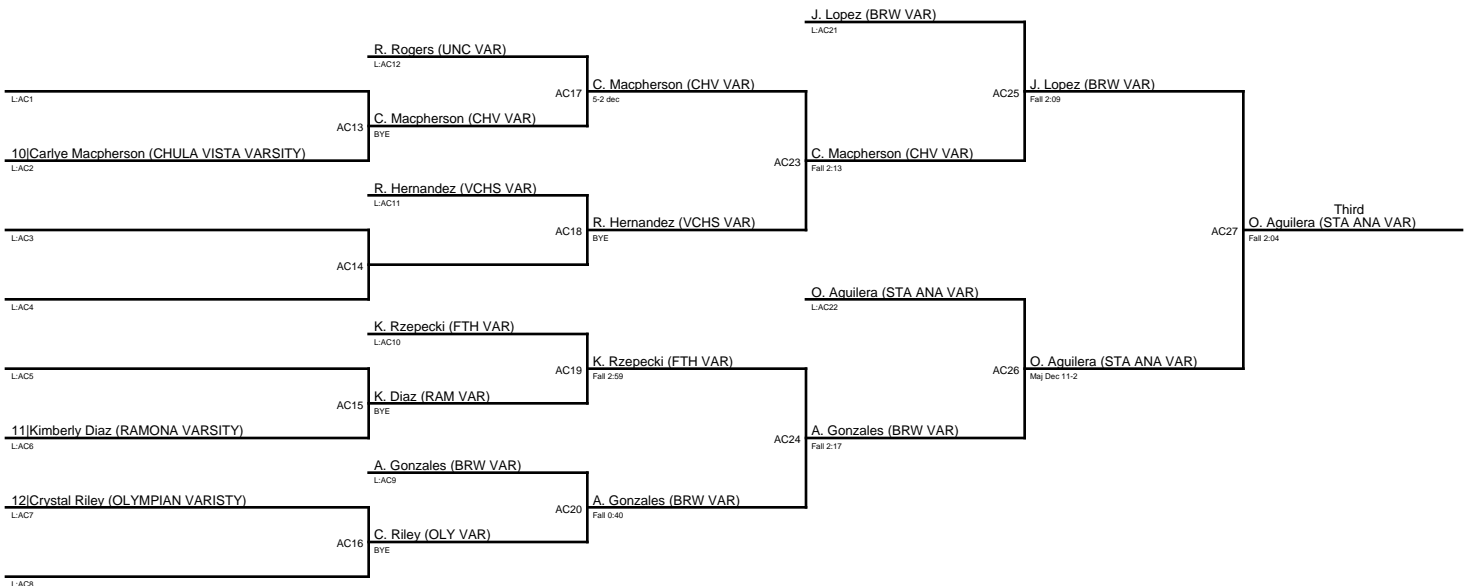 J. Lopez (BRW VAR)
L:AC21
R. Rogers (UNC VAR)
L:AC12
AC17
C. Macpherson (CHV VAR)
5-2 dec
AC25
J. Lopez (BRW VAR)
Fall 2:09
L:AC1
AC13
C. Macpherson (CHV VAR)
BYE
10|Carlye Macpherson (CHULA VISTA VARSITY)
L:AC2
AC23
C. Macpherson (CHV VAR)
Fall 2:13
R. Hernandez (VCHS VAR)
L:AC11
L:AC3
AC18
R. Hernandez (VCHS VAR)
BYE
AC27
Third
O. Aguilera (STA ANA VAR)
Fall 2:04
AC14
L:AC4
O. Aguilera (STA ANA VAR)
L:AC22
K. Rzepecki (FTH VAR)
L:AC10
L:AC5
AC19
K. Rzepecki (FTH VAR)
Fall 2:59
AC26
O. Aguilera (STA ANA VAR)
Maj Dec 11-2
AC15
K. Diaz (RAM VAR)
BYE
11|Kimberly Diaz (RAMONA VARSITY)
L:AC6
AC24
A. Gonzales (BRW VAR)
Fall 2:17
A. Gonzales (BRW VAR)
L:AC9
12|Crystal Riley (OLYMPIAN VARISTY)
L:AC7
AC20
A. Gonzales (BRW VAR)
Fall 0:40
AC16
C. Riley (OLY VAR)
BYE
L:AC8